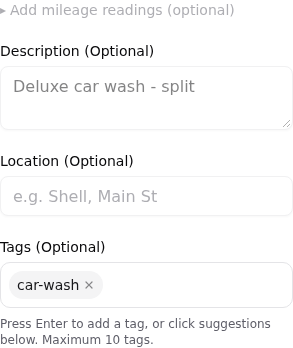 ▸ Add mileage readings (optional)
Description (Optional)
Deluxe car wash - split
Location (Optional)
e.g. Shell, Main St
Tags (Optional)
car-wash ×
Press Enter to add a tag, or click suggestions
below. Maximum 10 tags.